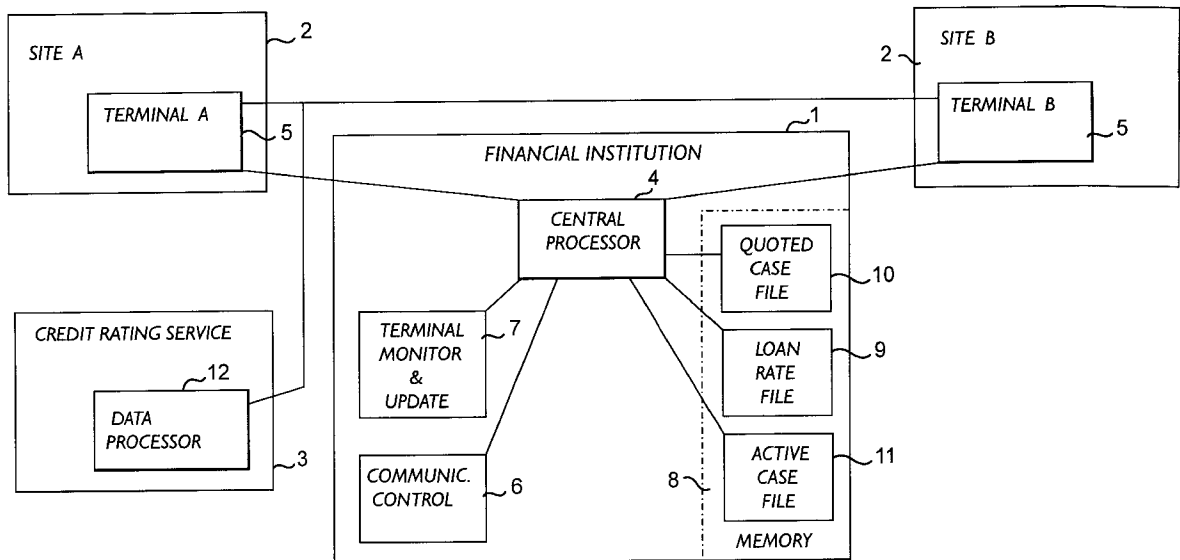 SITE A
2
TERMINAL A
5
SITE B
2
TERMINAL B
5
1
FINANCIAL INSTITUTION
4
CENTRAL
PROCESSOR
QUOTED
CASE
FILE
10
CREDIT RATING SERVICE
12
DATA
PROCESSOR
3
TERMINAL
MONITOR
&
UPDATE
7
LOAN
RATE
FILE
9
COMMUNIC.
CONTROL
6
ACTIVE
CASE
FILE
11
8
MEMORY